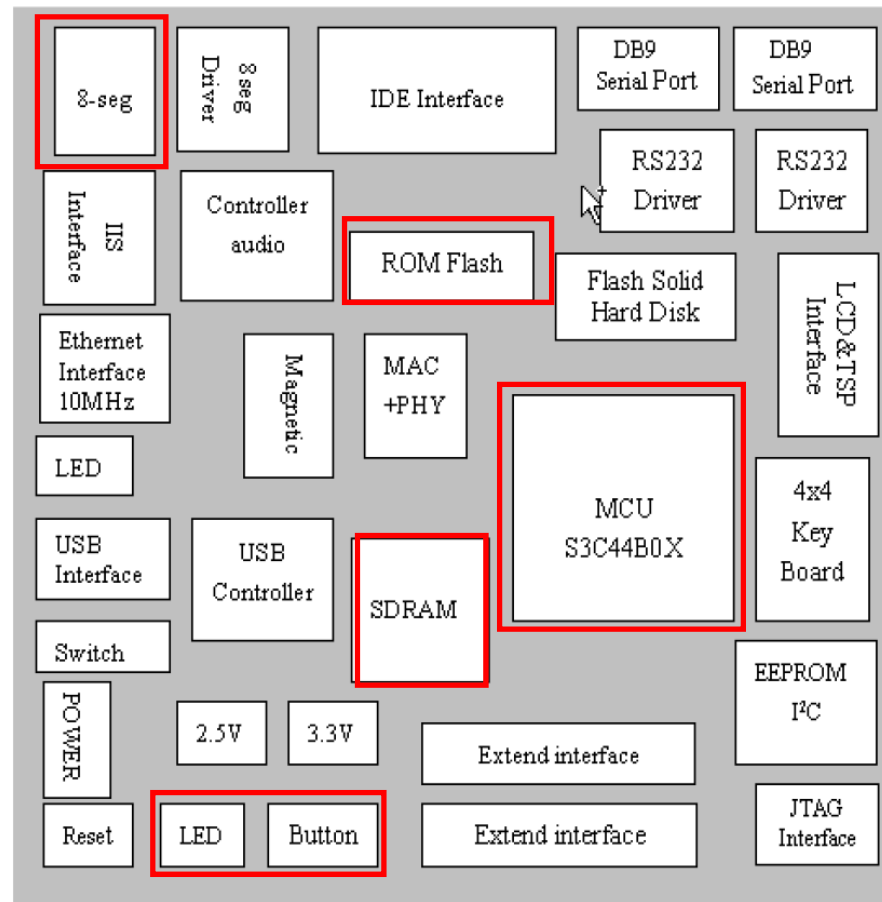 8-seg
8seg
Driver
IDE Interface
DB9
Serial Port
DB9
Serial Port
RS232
Driver
RS232
Driver
IIS
Interface
Controller
audio
ROM Flash
Flash Solid
Hard Disk
LCD&TSP
Interface
Ethernet
Interface
10MHz
Magnetic
MAC
+PHY
LED
MCU
S3C44B0X
4x4
Key
Board
USB
Interface
USB
Controller
SDRAM
Switch
EEPROM
I²C
POWER
2.5V
3.3V
Extend interface
Reset
LED
Button
Extend interface
JTAG
Interface